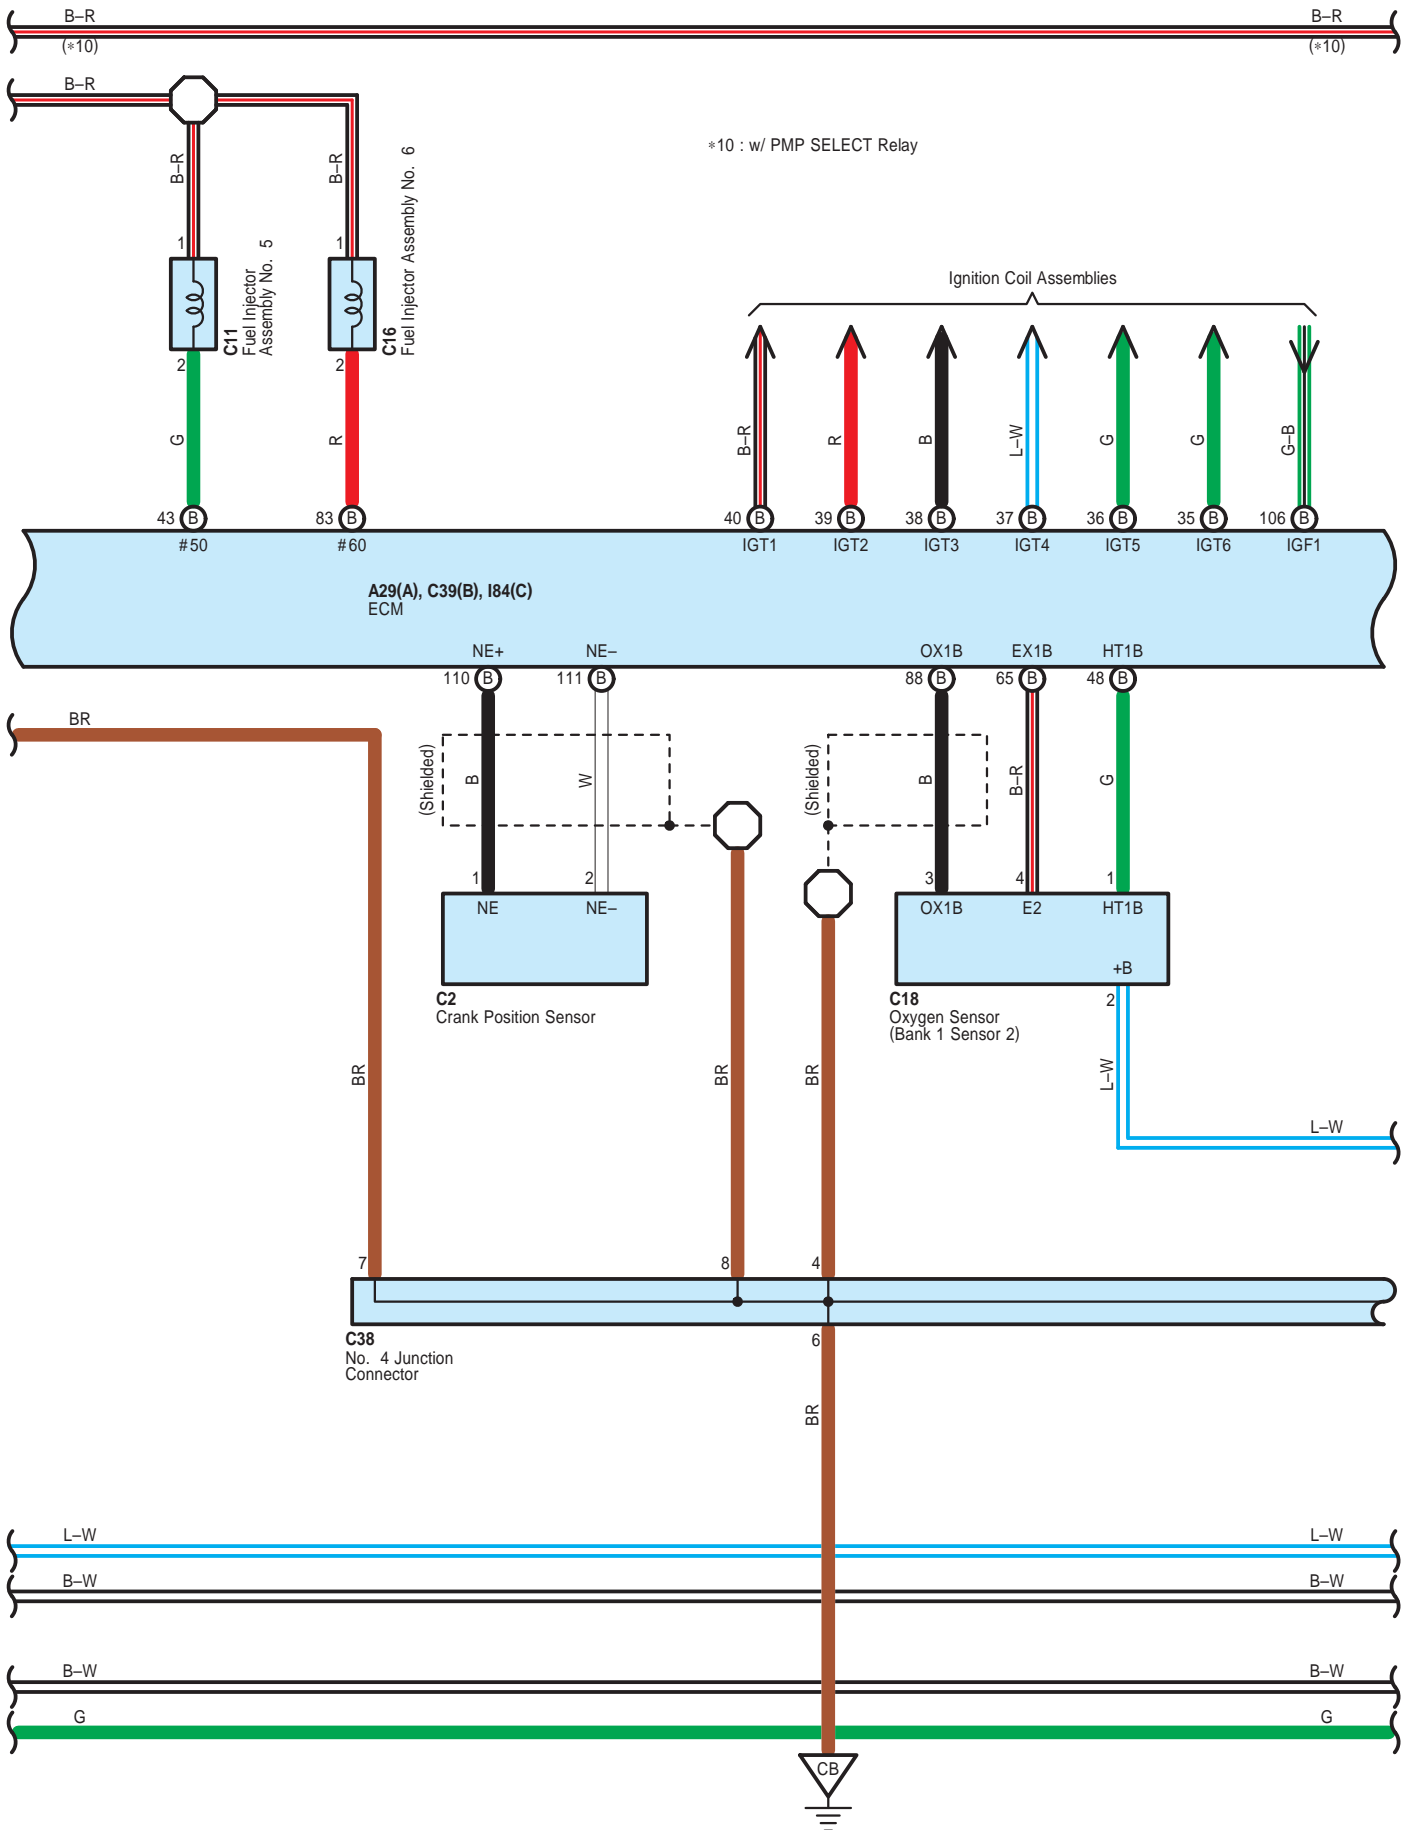 B–R
B–R
(∗10)
(∗10)
B–R
∗10 : w/ PMP SELECT Relay
B–R
B–R
1
1
C11
Fuel Injector
Assembly No. 5
C16
Fuel Injector Assembly No. 6
2
2
G
R
Ignition Coil Assemblies
B–R
R
B
L–W
G
G
G–B
43 B
83 B
40 B
39 B
38 B
37 B
36 B
35 B
106 B
#50
#60
IGT1
IGT2
IGT3
IGT4
IGT5
IGT6
IGF1
A29(A), C39(B), I84(C)
ECM
NE+
NE–
OX1B
EX1B
HT1B
110 B
111 B
88 B
65 B
48 B
BR
(Shielded)
B
W
(Shielded)
B
B–R
G
1
2
3
4
1
NE
NE–
OX1B
E2
HT1B
+B
C2
Crank Position Sensor
C18
Oxygen Sensor
(Bank 1 Sensor 2)
2
BR
BR
BR
L–W
L–W
7
8
4
C38
No. 4 Junction
Connector
6
BR
L–W
L–W
B–W
B–W
B–W
B–W
G
G
CB